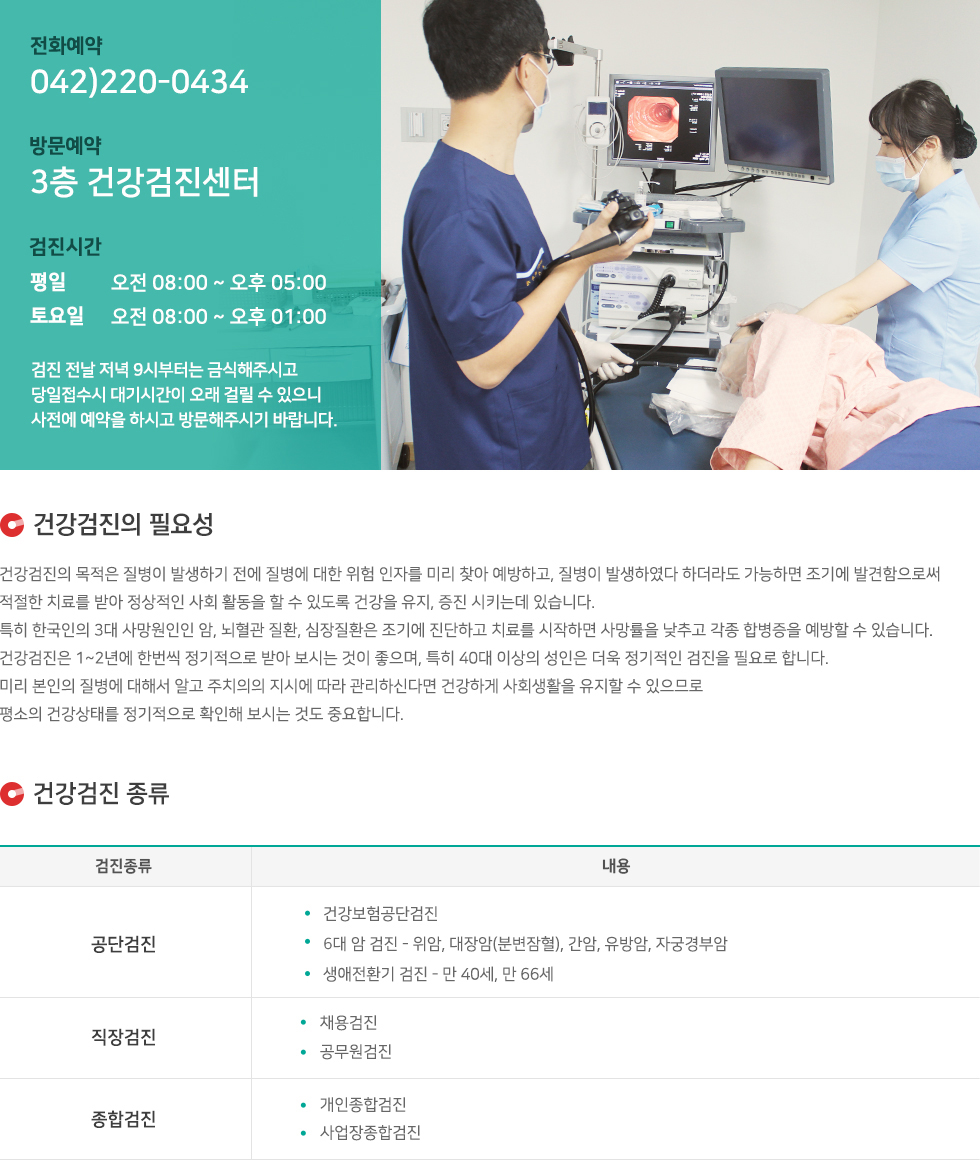 전화예약
042)220-0434
방문예약
3층 건강검진센터
검진시간
평일 오전 08:00 ~ 오후 05:00
토요일 오전 08:00 ~ 오후 01:00
검진 전날 저녁 9시부터는 금식해주시고
당일접수시 대기시간이 오래 걸릴 수 있으니
사전에 예약을 하시고 방문해주시기 바랍니다.
건강검진의 필요성
건강검진의 목적은 질병이 발생하기 전에 질병에 대한 위험 인자를 미리 찾아 예방하고, 질병이 발생하였다 하더라도 가능하면 조기에 발견함으로써
적절한 치료를 받아 정상적인 사회 활동을 할 수 있도록 건강을 유지, 증진 시키는데 있습니다.
특히 한국인의 3대 사망원인인 암, 뇌혈관 질환, 심장질환은 조기에 진단하고 치료를 시작하면 사망률을 낮추고 각종 합병증을 예방할 수 있습니다.
건강검진은 1~2년에 한번씩 정기적으로 받아 보시는 것이 좋으며, 특히 40대 이상의 성인은 더욱 정기적인 검진을 필요로 합니다.
미리 본인의 질병에 대해서 알고 주치의의 지시에 따라 관리하신다면 건강하게 사회생활을 유지할 수 있으므로
평소의 건강상태를 정기적으로 확인해 보시는 것도 중요합니다.
건강검진 종류
검진종류 내용
공단검진
• 건강보험공단검진
• 6대 암 검진 - 위암, 대장암(분변잠혈), 간암, 유방암, 자궁경부암
• 생애전환기 검진 - 만 40세, 만 66세
직장검진
• 채용검진
• 공무원검진
종합검진
• 개인종합검진
• 사업장종합검진